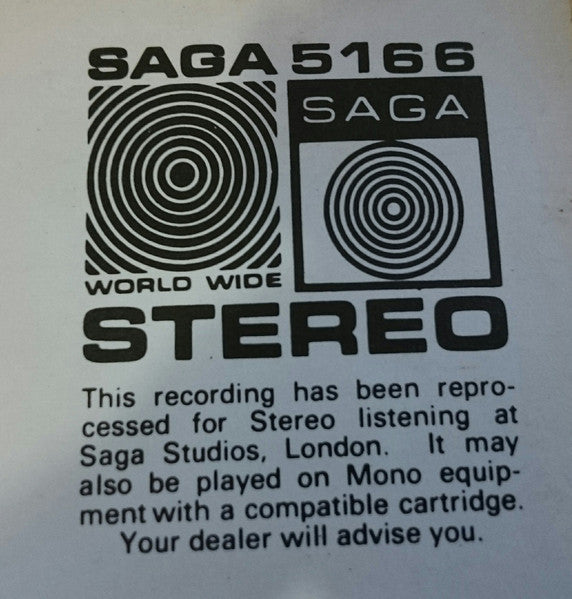 SAGA 5166
SAGA
WORLD WIDE
STEREO
This recording has been repro-
cessed for Stereo listening at
Saga Studios, London. It may
also be played on Mono equip-
ment with a compatible cartridge.
Your dealer will advise you.